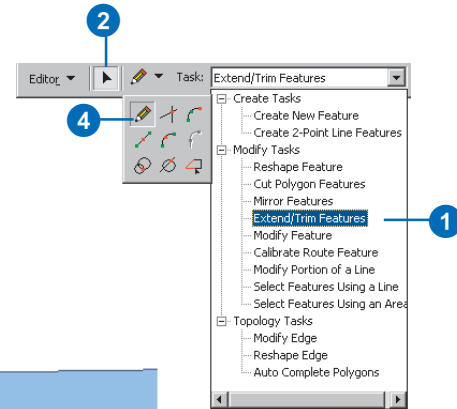 2
Editor Task: Extend/Trim Features
4
Create Tasks
Create New Feature
Create 2-Point Line Features
Modify Tasks
Reshape Feature
Cut Polygon Features
Mirror Features
Extend/Trim Features
1
Modify Feature
Calibrate Route Feature
Modify Portion of a Line
Select Features Using a Line
Select Features Using an Area
Topology Tasks
Modify Edge
Reshape Edge
Auto Complete Polygons